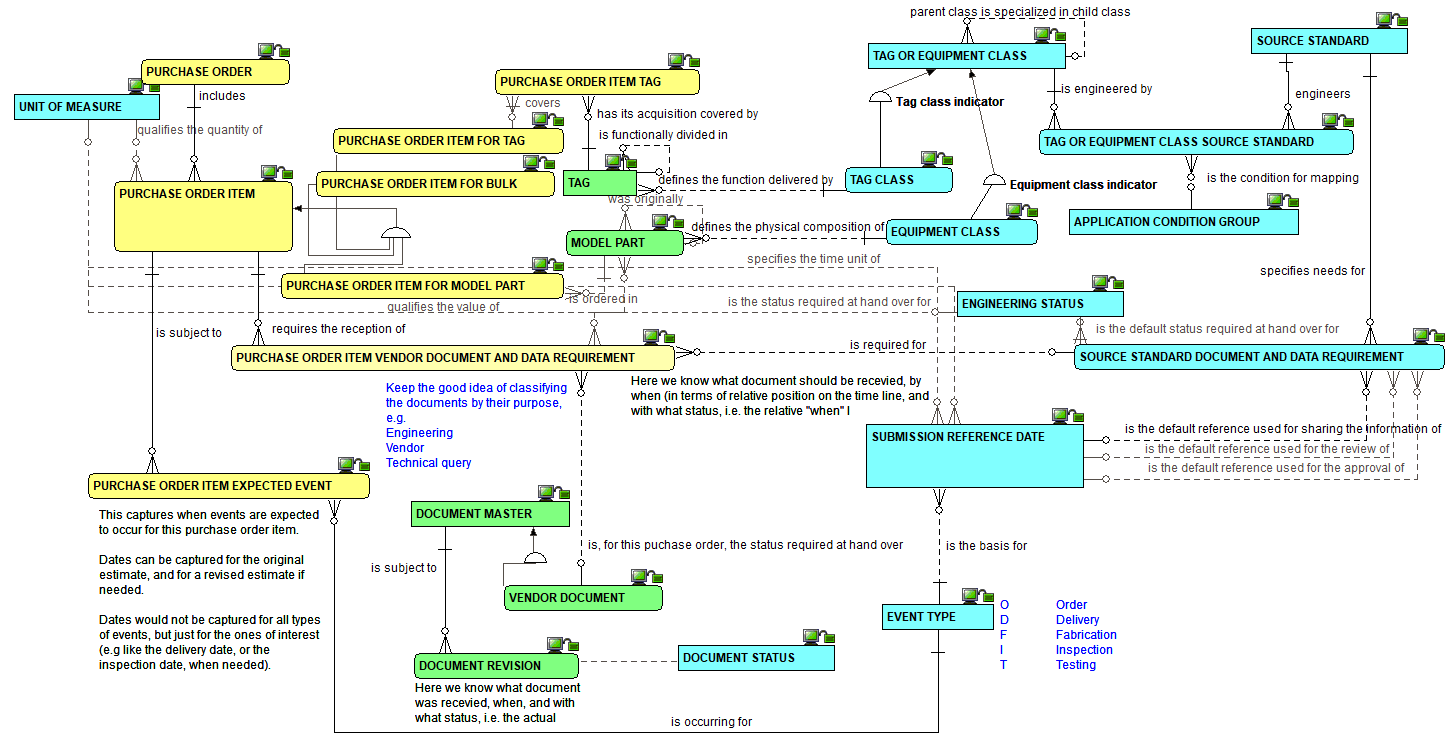 parent class is specialized in child class
TAG OR EQUIPMENT CLASS
SOURCE STANDARD
PURCHASE ORDER
PURCHASE ORDER ITEM TAG
UNIT OF MEASURE
includes
covers
has its acquisition covered by
Tag class indicator
is engineered by
engineers
qualifies the quantity of
PURCHASE ORDER ITEM FOR TAG
is functionally divided in
TAG OR EQUIPMENT CLASS SOURCE STANDARD
PURCHASE ORDER ITEM
PURCHASE ORDER ITEM FOR BULK
TAG
defines the function delivered by
TAG CLASS
Equipment class indicator
is the condition for mapping
was originally
APPLICATION CONDITION GROUP
MODEL PART
defines the physical composition of
EQUIPMENT CLASS
specifies the time unit of
specifies needs for
PURCHASE ORDER ITEM FOR MODEL PART
is ordered in
qualifies the value of
is the status required at hand over for
ENGINEERING STATUS
is subject to
requires the reception of
is the default status required at hand over for
PURCHASE ORDER ITEM VENDOR DOCUMENT AND DATA REQUIREMENT
is required for
SOURCE STANDARD DOCUMENT AND DATA REQUIREMENT
Keep the good idea of classifying
the documents by their purpose,
e.g.
Engineering
Vendor
Technical query
Here we know what document should be recevied, by
when (in terms of relative position on the time line, and
with what status, i.e. the relative "when" I
SUBMISSION REFERENCE DATE
is the default reference used for sharing the information of
is the default reference used for the review of
is the default reference used for the approval of
PURCHASE ORDER ITEM EXPECTED EVENT
This captures when events are expected
to occur for this purchase order item.
Dates can be captured for the original
estimate, and for a revised estimate if
needed.
Dates would not be captured for all types
of events, but just for the ones of interest
(e.g like the delivery date, or the
inspection date, when needed).
DOCUMENT MASTER
is subject to
is, for this puchase order, the status required at hand over
is the basis for
VENDOR DOCUMENT
EVENT TYPE
O Order
D Delivery
F Fabrication
I Inspection
T Testing
DOCUMENT REVISION
DOCUMENT STATUS
Here we know what document
was recevied, when, and with
what status, i.e. the actual
is occurring for